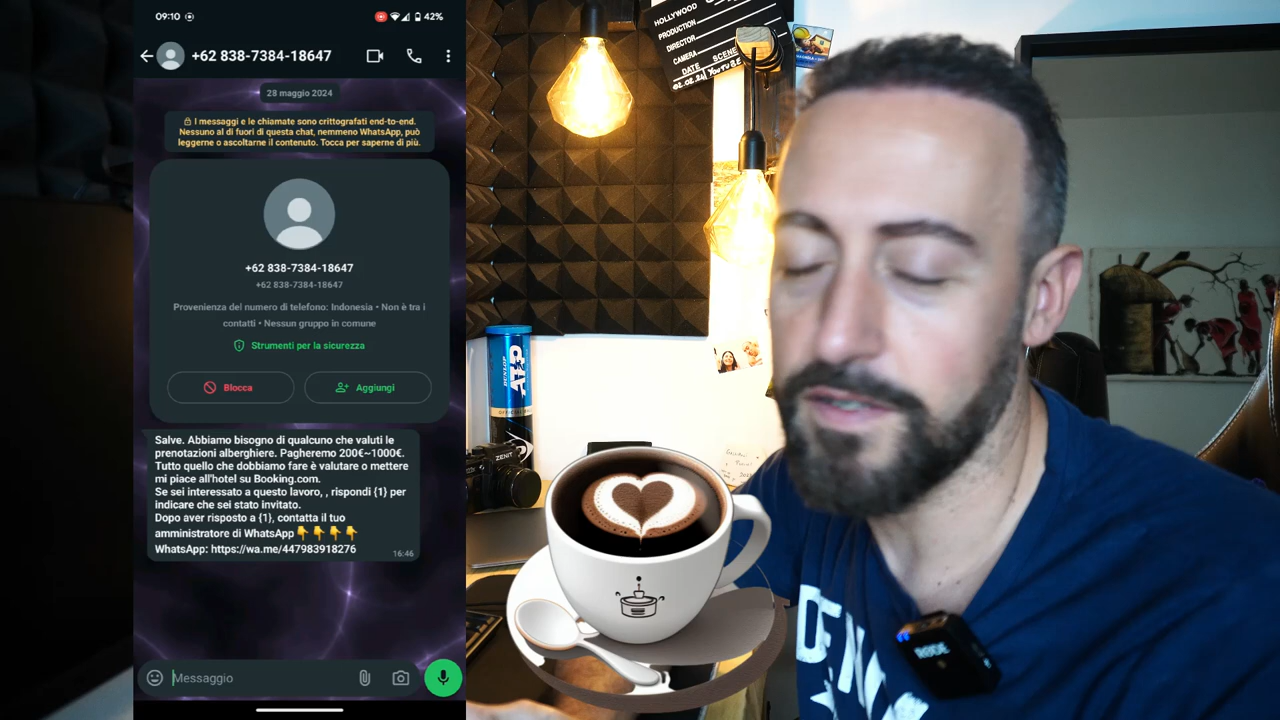 09:10
42%
+62 838-7384-18647
28 maggio 2024
I messaggi e le chiamate sono crittografati end-to-end.
Nessuno al di fuori di questa chat, nemmeno WhatsApp, può
leggerne o ascoltarne il contenuto. Tocca per saperne di più.
+62 838-7384-18647
+62 838-7384-18647
Provenienza del numero di telefono: Indonesia • Non è tra i
contatti • Nessun gruppo in comune
Strumenti per la sicurezza
Blocca
Aggiungi
Salve. Abbiamo bisogno di qualcuno che valuti le
prenotazioni alberghiere. Pagheremo 200€~1000€.
Tutto quello che dobbiamo fare è valutare o mettere
mi piace all'hotel su Booking.com.
Se sei interessato a questo lavoro, , rispondi {1} per
indicare che sei stato invitato.
Dopo aver risposto a {1}, contatta il tuo
amministratore di WhatsApp👇👇👇👇
WhatsApp: https://wa.me/447983918276
16:46
Messaggio
HOLLYWOOD
PRODUCTION
DIRECTOR
CAMERA
DATE SCENE
DUNLOP
ZENIT
RODE